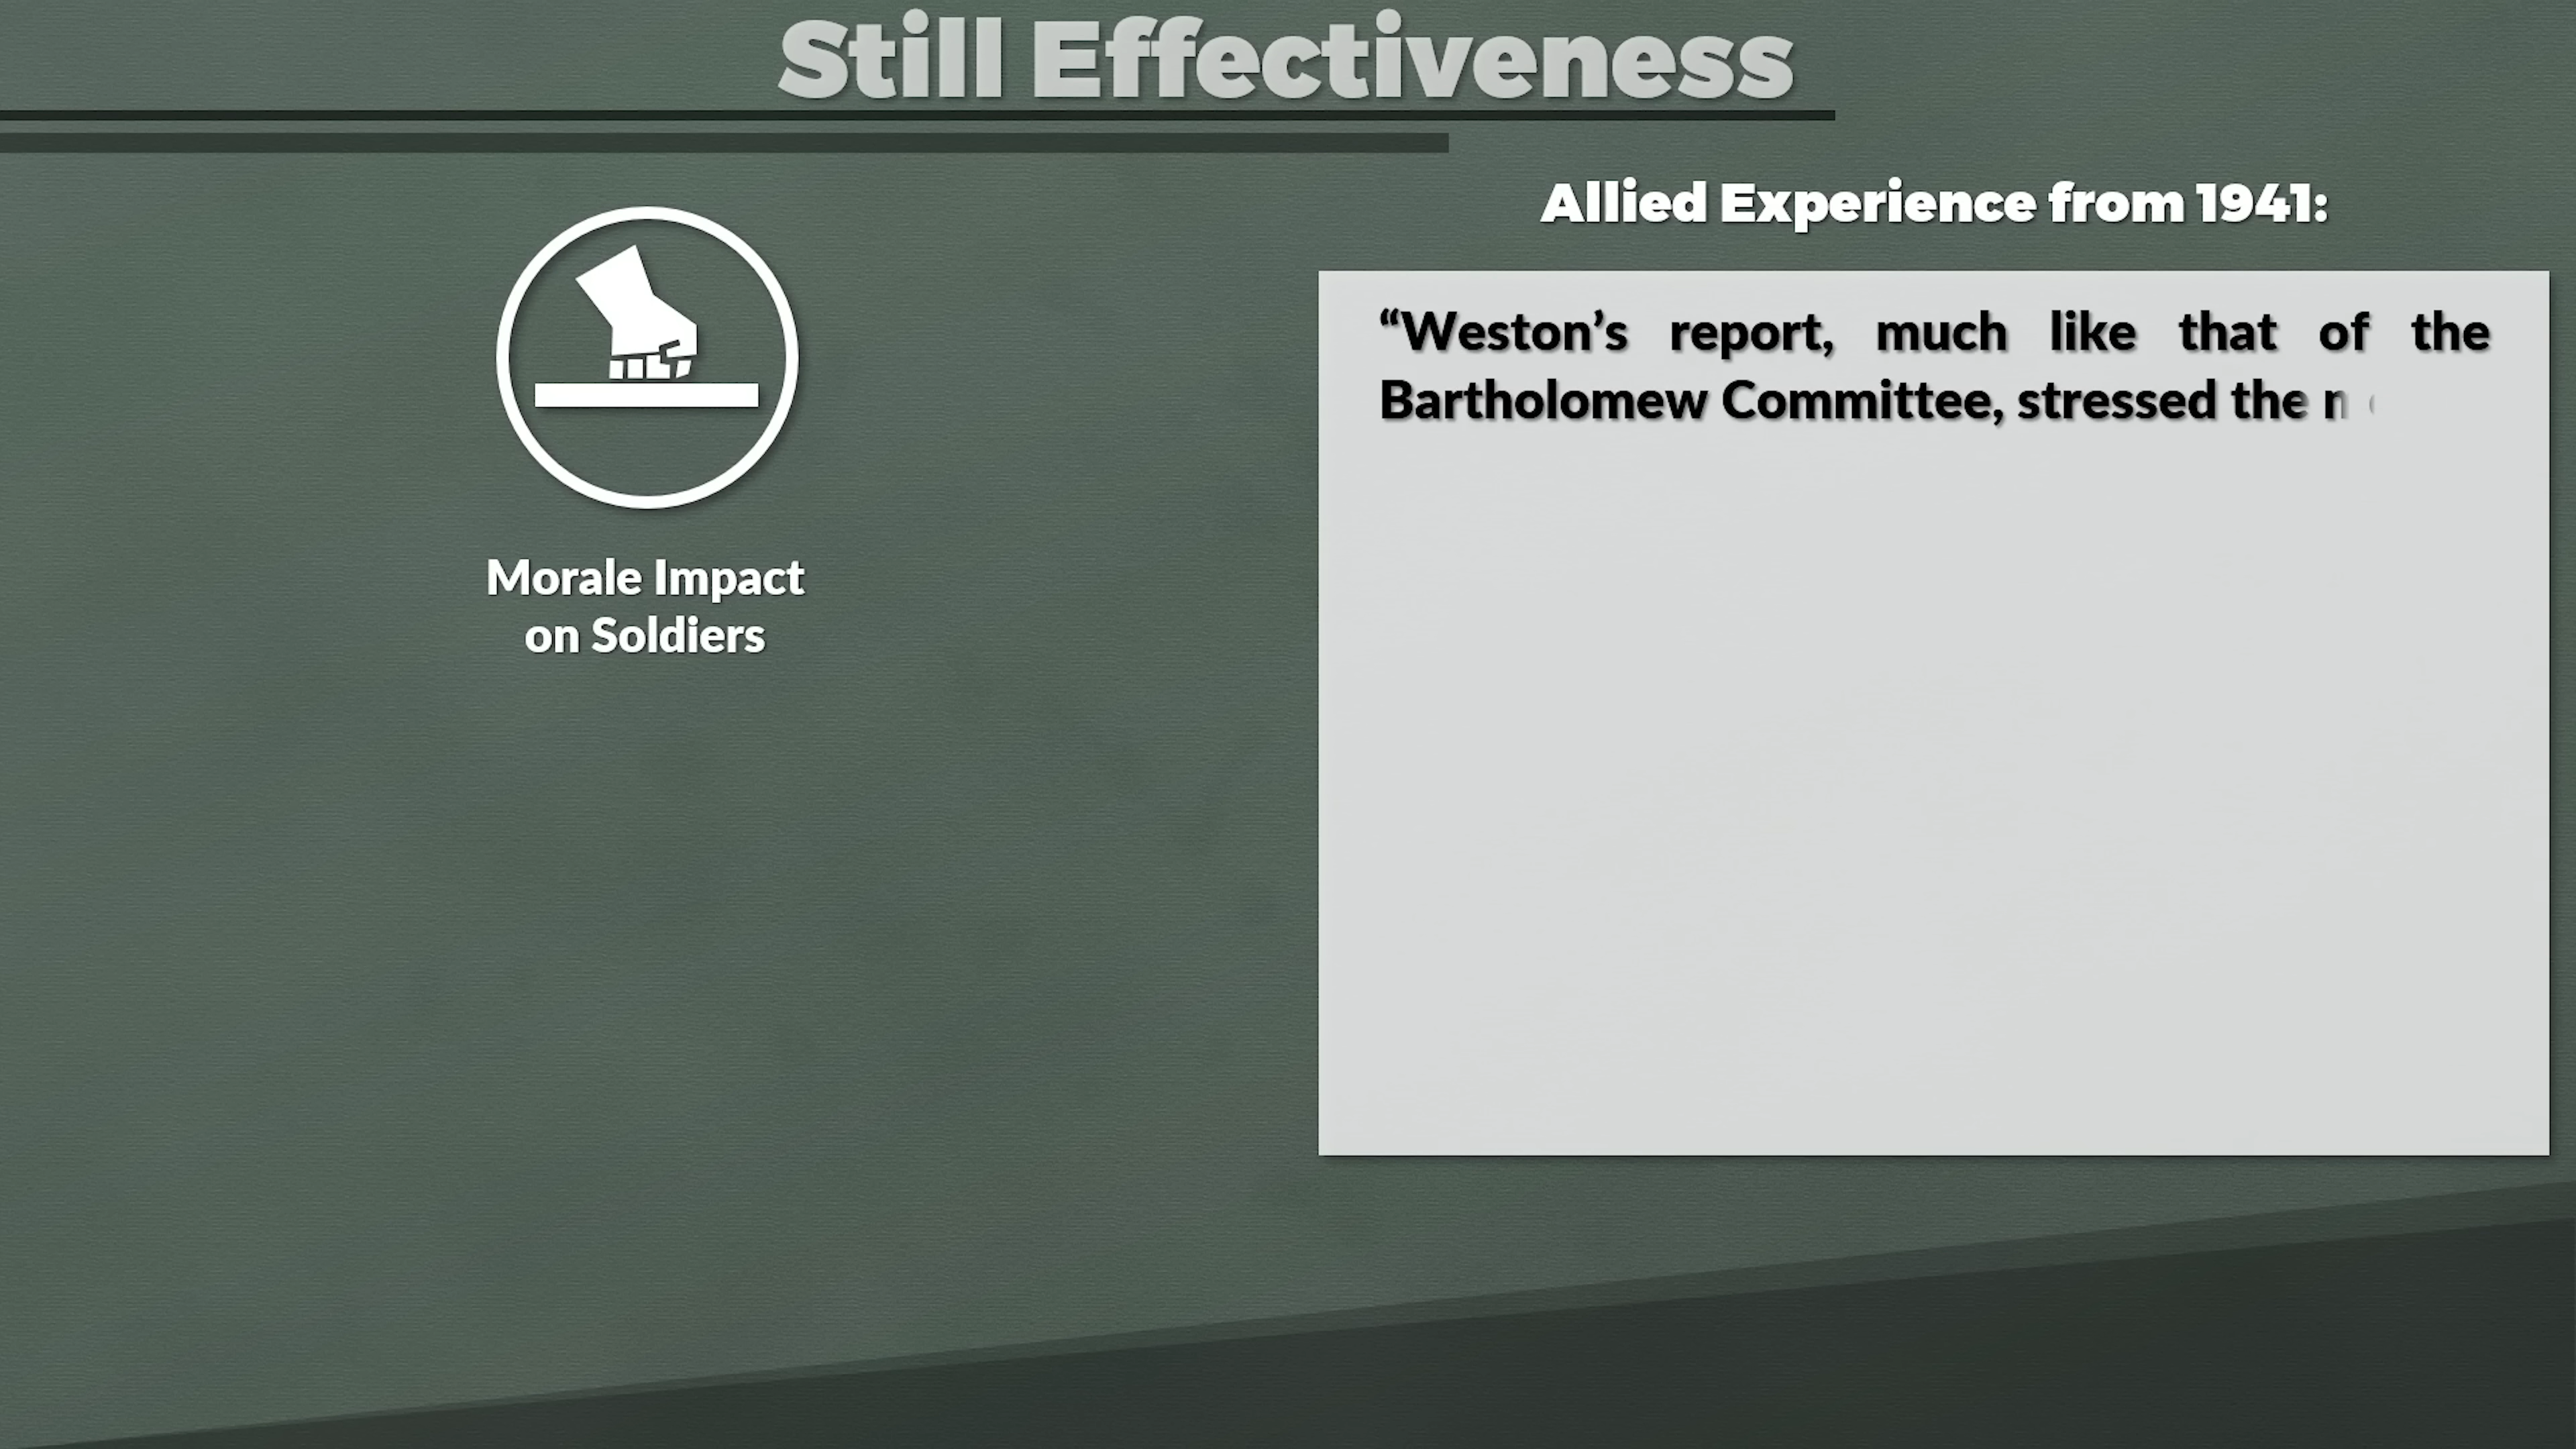 Still Effectiveness
Morale Impact
on Soldiers
Allied Experience from 1941:
“Weston’s report, much like that of the
Bartholomew Committee, stressed the